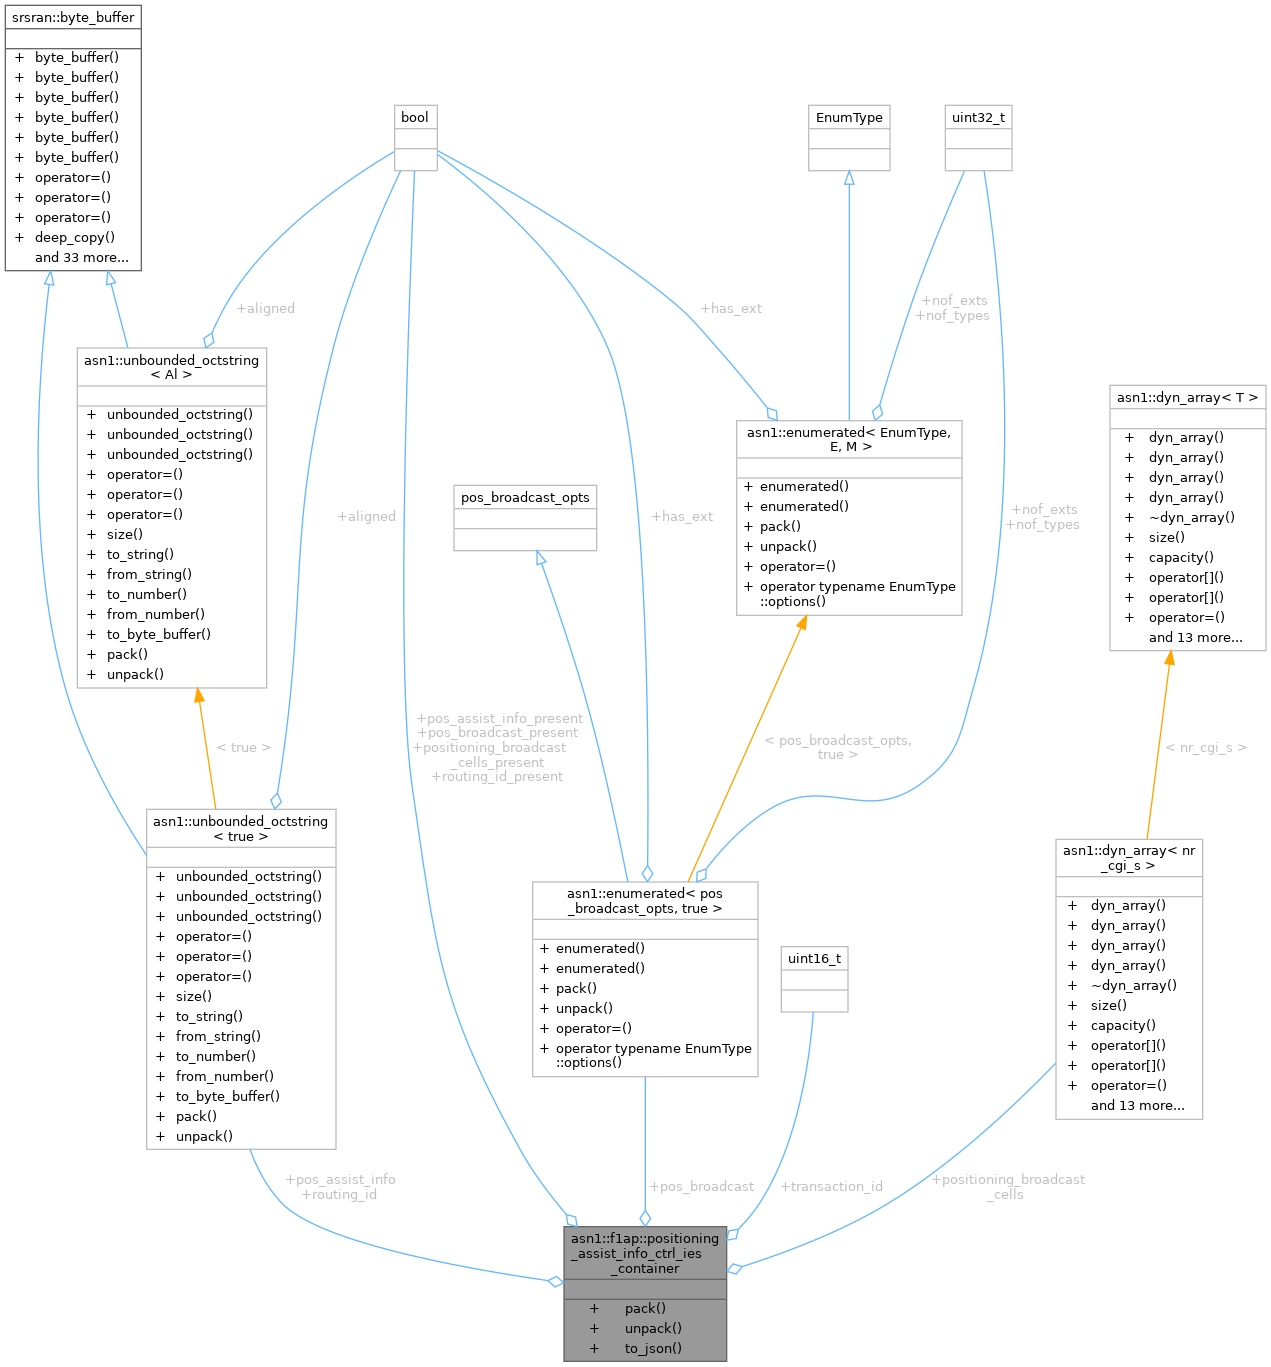 srsran::byte_buffer
+ byte_buffer()
+ byte_buffer()
+ byte_buffer()
+ byte_buffer()
+ byte_buffer()
+ byte_buffer()
+ operator=()
+ operator=()
+ operator=()
+ deep_copy()
and 33 more...
bool
EnumType
uint32_t
+aligned
+has_ext
+nof_exts
+nof_types
asn1::unbounded_octstring
< Al >
+ unbounded_octstring()
+ unbounded_octstring()
+ unbounded_octstring()
+ operator=()
+ operator=()
+ operator=()
+ size()
+ to_string()
+ from_string()
+ to_number()
+ from_number()
+ to_byte_buffer()
+ pack()
+ unpack()
asn1::enumerated< EnumType,
E, M >
+ enumerated()
+ enumerated()
+ pack()
+ unpack()
+ operator=()
+ operator typename EnumType
::options()
asn1::dyn_array< T >
+ dyn_array()
+ dyn_array()
+ dyn_array()
+ dyn_array()
+ ~dyn_array()
+ size()
+ capacity()
+ operator[]()
+ operator[]()
+ operator=()
and 13 more...
pos_broadcast_opts
+aligned
+has_ext
+nof_exts
+nof_types
+pos_assist_info_present
+pos_broadcast_present
+positioning_broadcast
_cells_present
+routing_id_present
< true >
< pos_broadcast_opts,
true >
< nr_cgi_s >
asn1::unbounded_octstring
< true >
+ unbounded_octstring()
+ unbounded_octstring()
+ unbounded_octstring()
+ operator=()
+ operator=()
+ operator=()
+ size()
+ to_string()
+ from_string()
+ to_number()
+ from_number()
+ to_byte_buffer()
+ pack()
+ unpack()
asn1::enumerated< pos
_broadcast_opts, true >
+ enumerated()
+ enumerated()
+ pack()
+ unpack()
+ operator=()
+ operator typename EnumType
::options()
uint16_t
asn1::dyn_array< nr
_cgi_s >
+ dyn_array()
+ dyn_array()
+ dyn_array()
+ dyn_array()
+ ~dyn_array()
+ size()
+ capacity()
+ operator[]()
+ operator[]()
+ operator=()
and 13 more...
+pos_assist_info
+routing_id
+pos_broadcast
+transaction_id
+positioning_broadcast
_cells
asn1::f1ap::positioning
_assist_info_ctrl_ies
_container
+ pack()
+ unpack()
+ to_json()